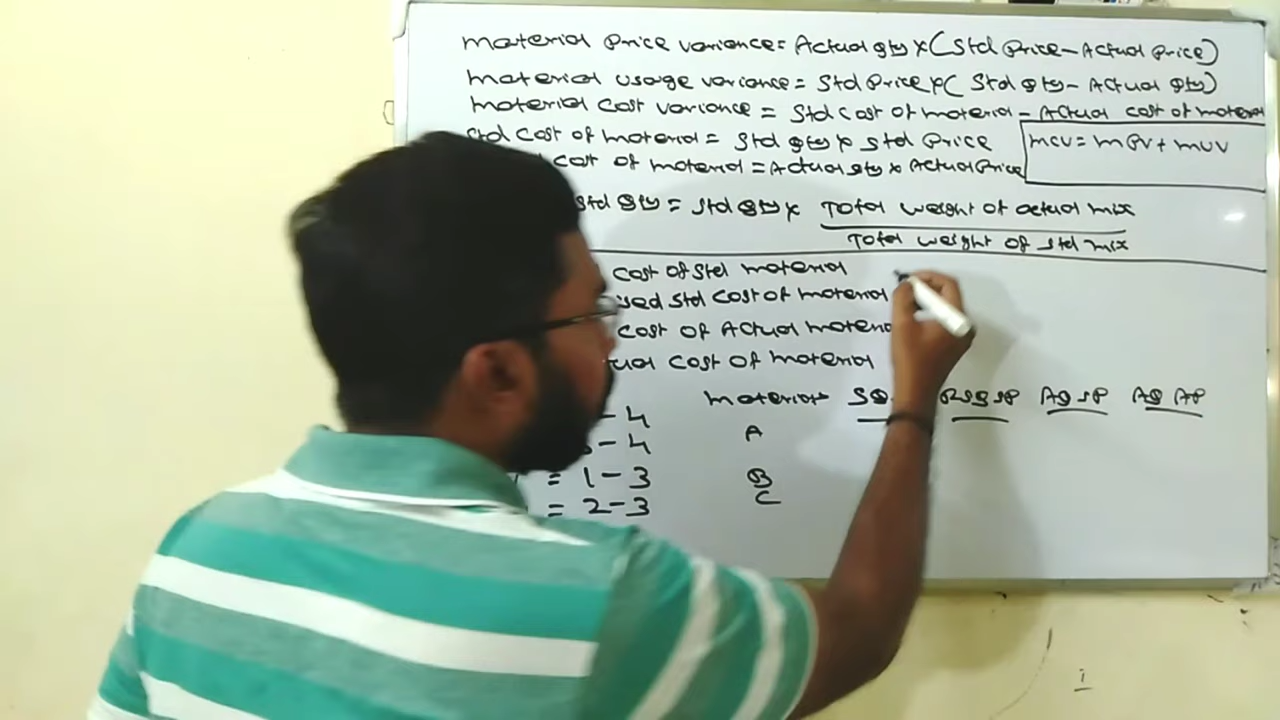 Material Price variance = Actual qty x (Std Price - Actual Price)
Material usage variance = Std Price x (Std qty - Actual qty)
Material Cost variance = Std Cost of material - Actual cost of material
Std Cost of material = Std qty x Std Price
MCV = MPV + MUV
Cost of material = Actual qty x Actual Price
Std qty = Std qty x Total weight of actual mix
Total weight of Std mix
Cost of Std material
Std Cost of material
Cost of Actual
Cost of material
Material SQ RSQ SP AQ SP AQ AP
- 4
A
- 4
= 1 - 3
B
C
= 2 - 3